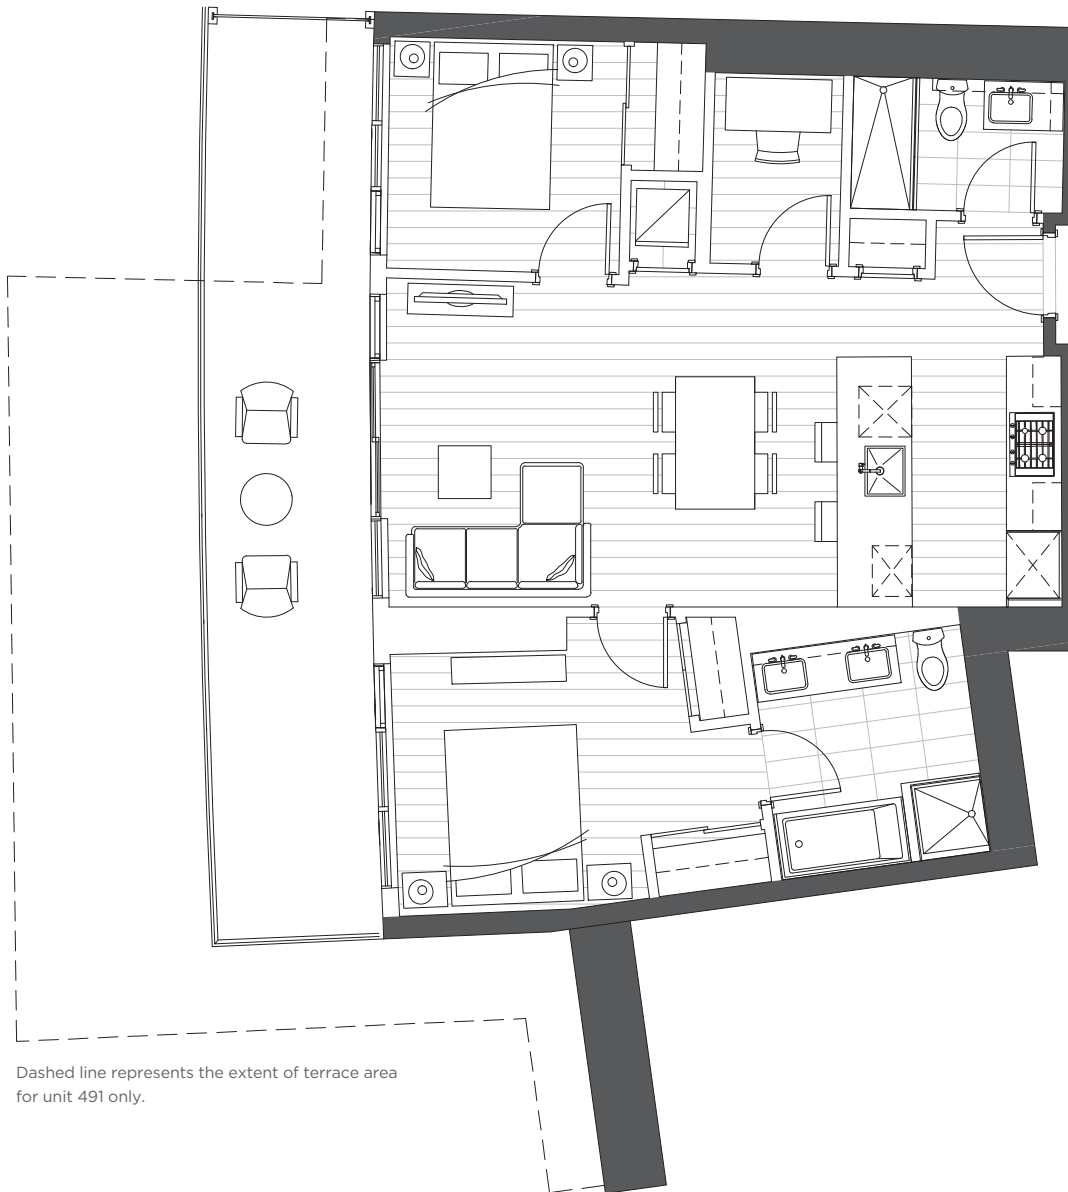 Dashed line represents the extent of terrace area
for unit 491 only.